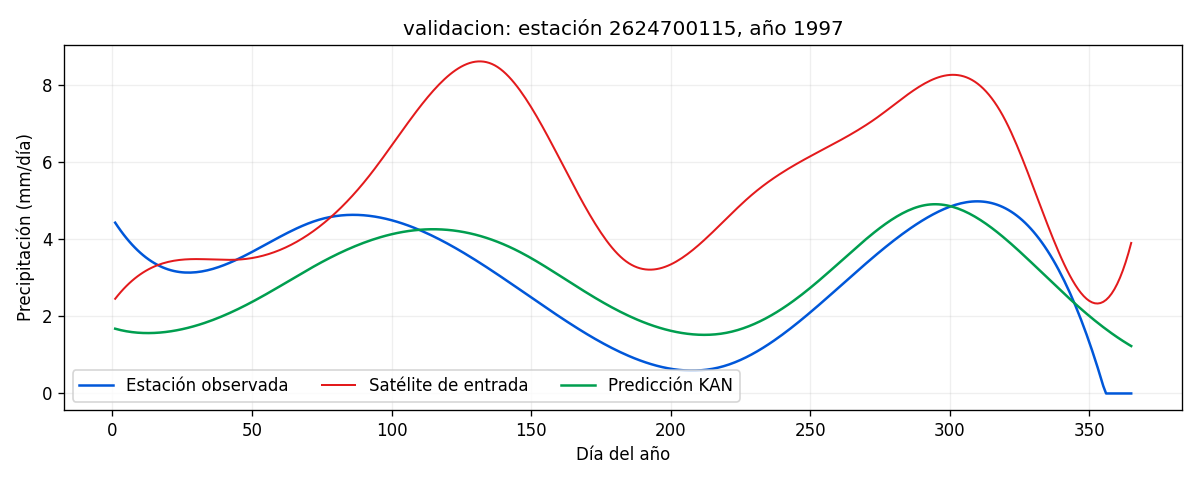 validacion: estación 2624700115, año 1997
Precipitación (mm/día)
8
6
4
2
0
Estación observada Satélite de entrada Predicción KAN
0 50 100 150 200 250 300 350
Día del año